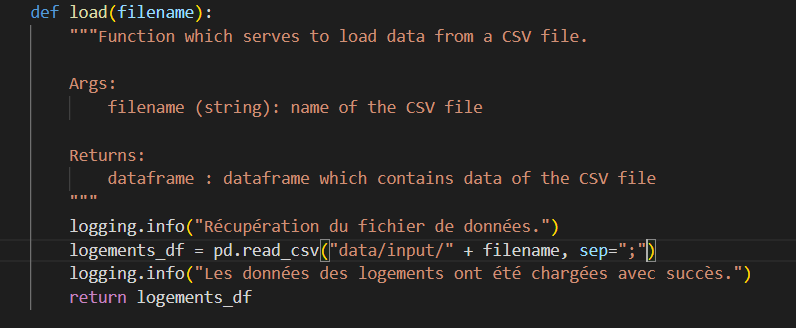 def load(filename):
"""Function which serves to load data from a CSV file.
Args:
filename (string): name of the CSV file
Returns:
dataframe : dataframe which contains data of the CSV file
"""
logging.info("Récupération du fichier de données.")
logements_df = pd.read_csv("data/input/" + filename, sep=";")
logging.info("Les données des logements ont été chargées avec succès.")
return logements_df